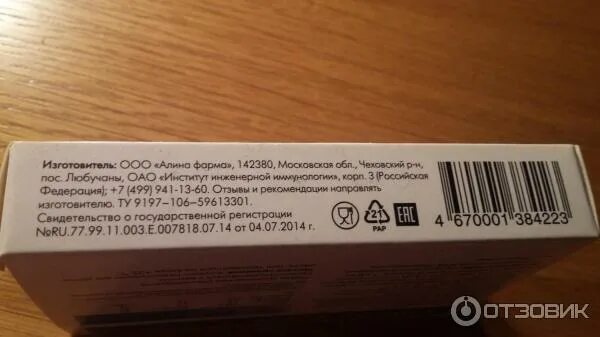 Изготовитель: ООО «Алина фарма», 142380, Московская обл., Чеховский р-н,
пос. Любучаны, ОАО «Институт инженерной иммунологии», корп. 3 (Российская
Федерация); +7 (499) 941-13-60. Отзывы и рекомендации направлять
изготовителю. ТУ 9197–106–59613301.
Свидетельство о государственной регистрации
№RU.77.99.11.003.Е.007818.07.14 от 04.07.2014 г.
21
PAP
EAC
4 670001 384223
ОТЗОВИК